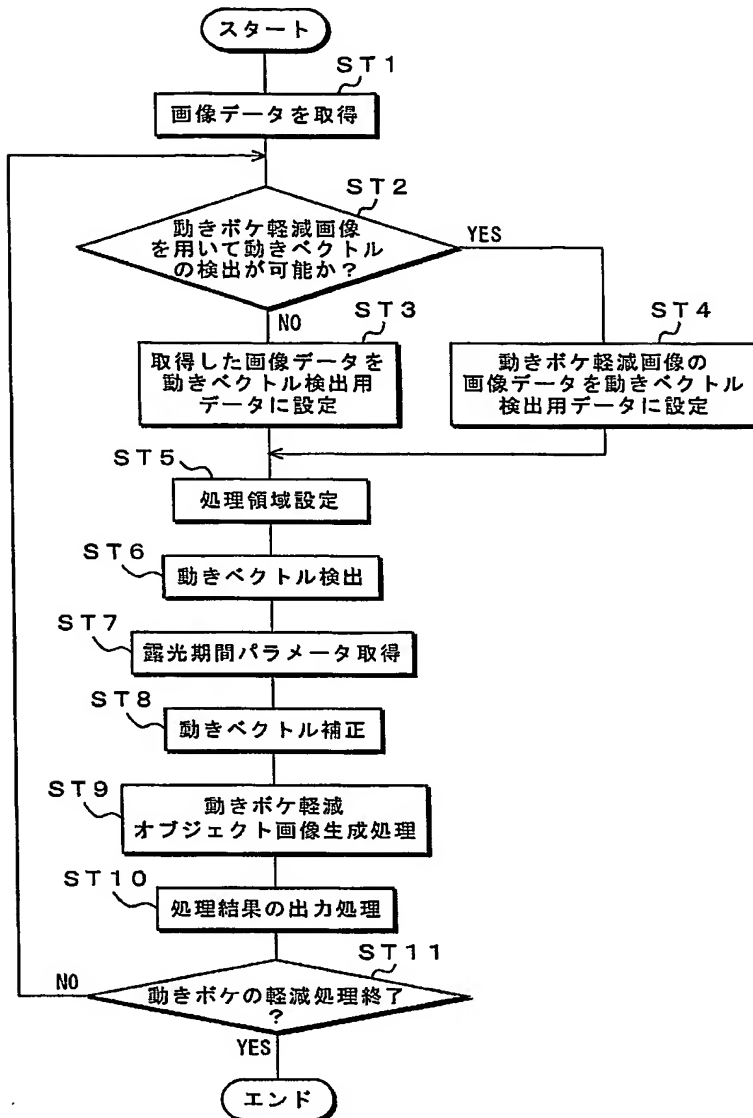 スタート
ST1
画像データを取得
ST2
動きボケ軽減画像
を用いて動きベクトル
の検出が可能か?
YES
NO
ST3
ST4
取得した画像データを
動きベクトル検出用
データに設定
動きボケ軽減画像の
画像データを動きベクトル
検出用データに設定
ST5
処理領域設定
ST6
動きベクトル検出
ST7
露光期間パラメータ取得
ST8
動きベクトル補正
ST9
動きボケ軽減
オブジェクト画像生成処理
ST10
処理結果の出力処理
ST11
NO
動きボケの軽減処理終了
?
YES
エンド